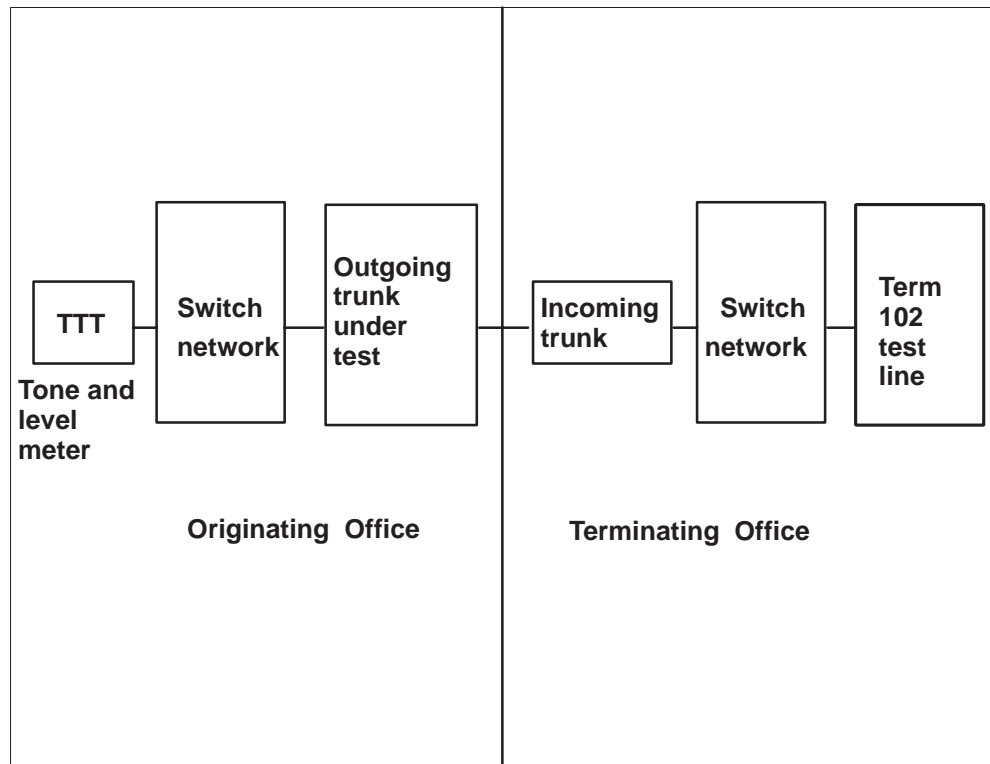 TTT
Tone and
level
meter
Switch
network
Outgoing
trunk
under
test
Originating Office
Incoming
trunk
Switch
network
Term
102
test
line
Terminating Office